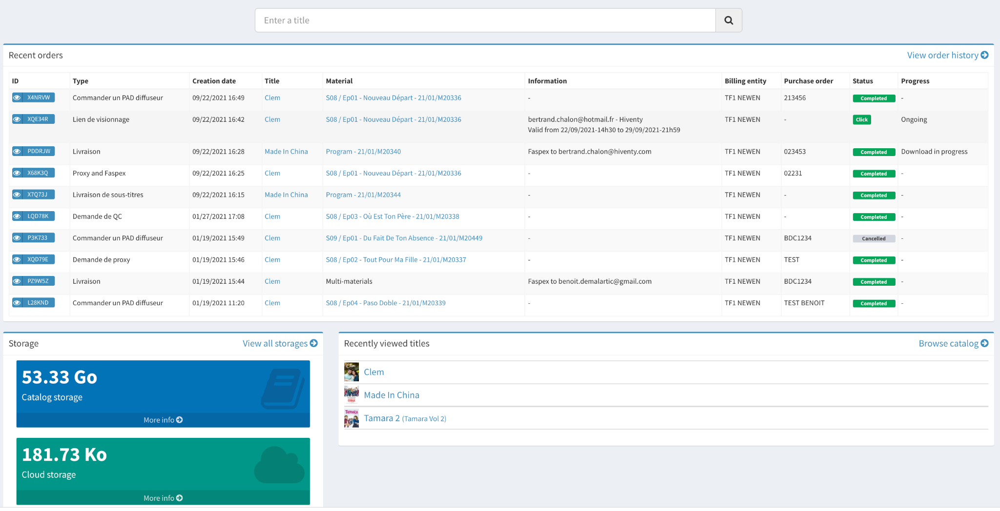 Enter a title
Recent orders
View order history
ID Type Creation date Title Material Information Billing entity Purchase order Status Progress
X4NRVW Commander un PAD diffuseur 09/22/2021 16:49 Clem S08 / Ep01 - Nouveau Départ - 21/01/M20336 - TF1 NEWEN 213456 Completed -
XQE34R Lien de visionnage 09/22/2021 16:42 Clem S08 / Ep01 - Nouveau Départ - 21/01/M20336 bertrand.chalon@hotmail.fr - Hiventy TF1 NEWEN - Click Ongoing
Valid from 22/09/2021-14h30 to 29/09/2021-21h59
PDDRJW Livraison 09/22/2021 16:28 Made In China Program - 21/01/M20340 Faspex to bertrand.chalon@hiventy.com TF1 NEWEN 023453 Completed Download in progress
X68K3Q Proxy and Faspex 09/22/2021 16:25 Clem S08 / Ep01 - Nouveau Départ - 21/01/M20336 - TF1 NEWEN 02231 Completed -
X7Q73J Livraison de sous-titres 09/22/2021 16:15 Made In China Program - 21/01/M20344 - TF1 NEWEN - Completed -
LQD78K Demande de QC 01/27/2021 17:08 Clem S08 / Ep03 - Où Est Ton Père - 21/01/M20338 - TF1 NEWEN - Completed -
P3K733 Commander un PAD diffuseur 01/19/2021 15:49 Clem S09 / Ep01 - Du Fait De Ton Absence - 21/01/M20449 - TF1 NEWEN BDC1234 Cancelled -
XQD79E Demande de proxy 01/19/2021 15:46 Clem S08 / Ep02 - Tout Pour Ma Fille - 21/01/M20337 - TF1 NEWEN TEST Completed -
PZ9W5Z Livraison 01/19/2021 15:44 Clem Multi-materials Faspex to benoit.demalartic@gmail.com TF1 NEWEN BDC1234 Completed -
L28KND Commander un PAD diffuseur 01/19/2021 11:20 Clem S08 / Ep04 - Paso Doble - 21/01/M20339 - TF1 NEWEN TEST BENOIT Completed -
Storage
View all storages
53.33 Go
Catalog storage
More info
181.73 Ko
Cloud storage
More info
Recently viewed titles
Browse catalog
Clem
Made In China
TAMARA
Tamara 2 (Tamara Vol 2)